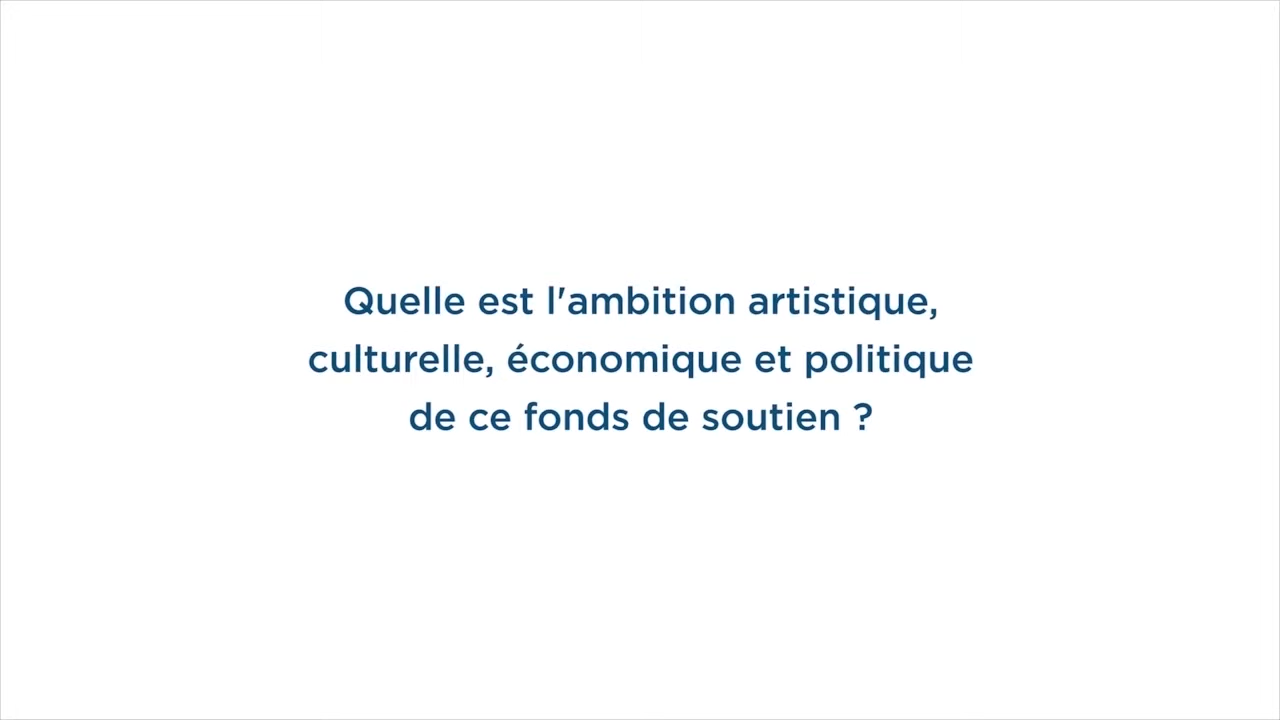 Quelle est l'ambition artistique,
culturelle, économique et politique
de ce fonds de soutien ?